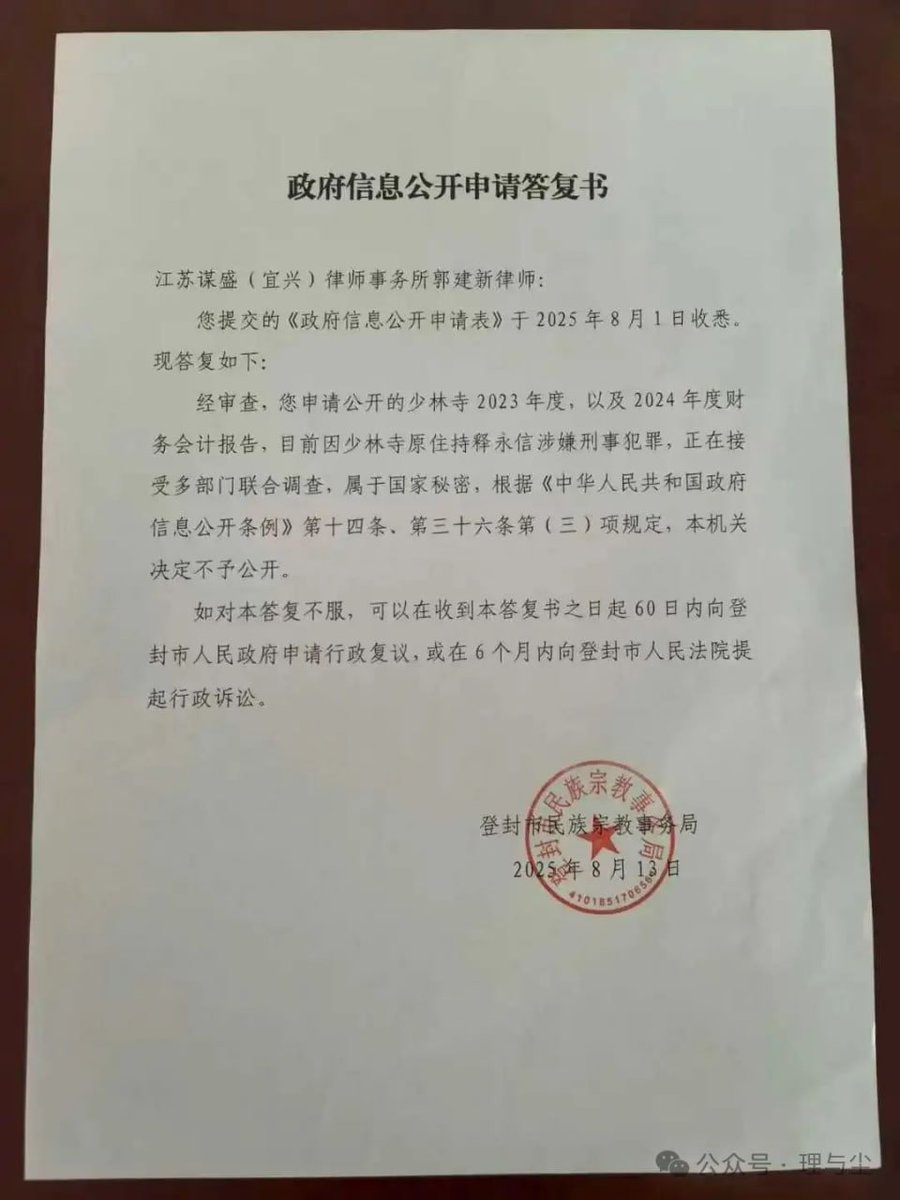 政府信息公开申请答复书
江苏谋盛（宜兴）律师事务所郭建新律师：
您提交的《政府信息公开申请表》于 2025 年 8 月 1 日收悉。
现答复如下：
经审查，您申请公开的少林寺 2023 年度，以及 2024 年度财
务会计报告，目前因少林寺原住持释永信涉嫌刑事犯罪，正在接
受多部门联合调查，属于国家秘密，根据《中华人民共和国政府
信息公开条例》第十四条、第三十六条第（三）项规定，本机关
决定不予公开。
如对本答复不服，可以在收到本答复书之日起 60 日内向登
封市人民政府申请行政复议，或在 6 个月内向登封市人民法院提
起行政诉讼。
登封市民族宗教事务局
2025 年 8 月 13 日
登封市民族宗教事务局
公众号·理与尘